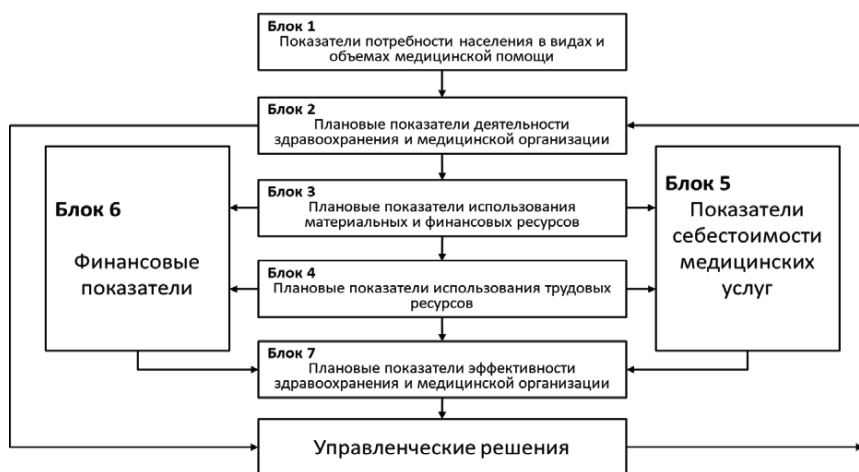 Блок 1
Показатели потребности населения в видах и
объемах медицинской помощи
Блок 2
Плановые показатели деятельности
здравоохранения и медицинской организации
Блок 3
Плановые показатели использования
материальных и финансовых ресурсов
Блок 4
Плановые показатели использования трудовых
ресурсов
Блок 6
Финансовые
показатели
Блок 5
Показатели
себестоимости
медицинских
услуг
Блок 7
Плановые показатели эффективности
здравоохранения и медицинской организации
Управленческие решения